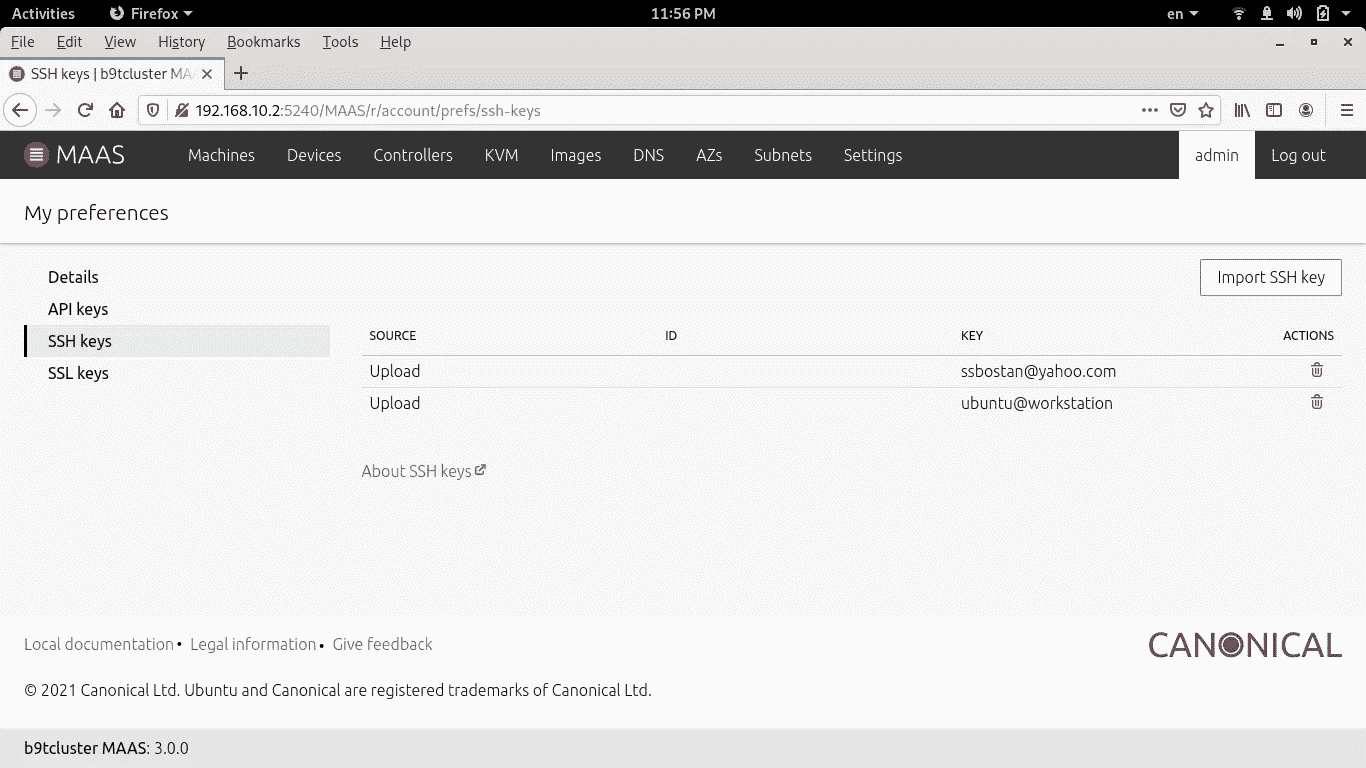 Activities Firefox 11:56 PM en
File Edit View History Bookmarks Tools Help
SSH keys | b9tcluster MA
192.168.10.2:5240/MAAS/r/account/prefs/ssh-keys
MAAS Machines Devices Controllers KVM Images DNS AZs Subnets Settings admin Log out
My preferences
Details
Import SSH key
API keys
SSH keys
SSL keys
SOURCE ID KEY ACTIONS
Upload ssbostan@yahoo.com
Upload ubuntu@workstation
About SSH keys
Local documentation • Legal information • Give feedback
CANONICAL
© 2021 Canonical Ltd. Ubuntu and Canonical are registered trademarks of Canonical Ltd.
b9tcluster MAAS: 3.0.0